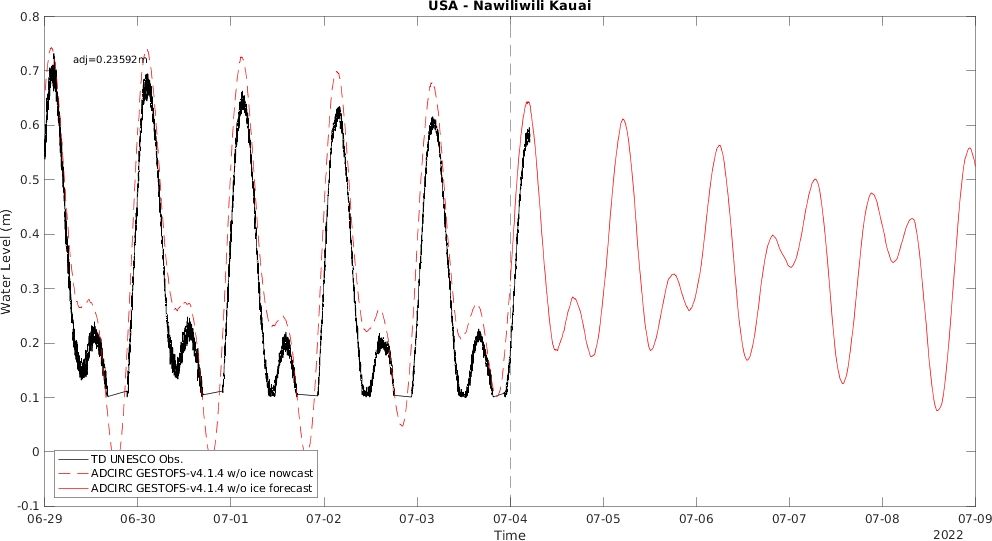 USA - Nawiliwili Kauai
0.8
0.7
0.6
0.5
0.4
0.3
0.2
0.1
0
-0.1
Water Level (m)
adj=0.23592m
TD UNESCO Obs.
ADCIRC GESTOFS-v4.1.4 w/o ice nowcast
ADCIRC GESTOFS-v4.1.4 w/o ice forecast
06-29 06-30 07-01 07-02 07-03 07-04 07-05 07-06 07-07 07-08 07-09
Time
2022